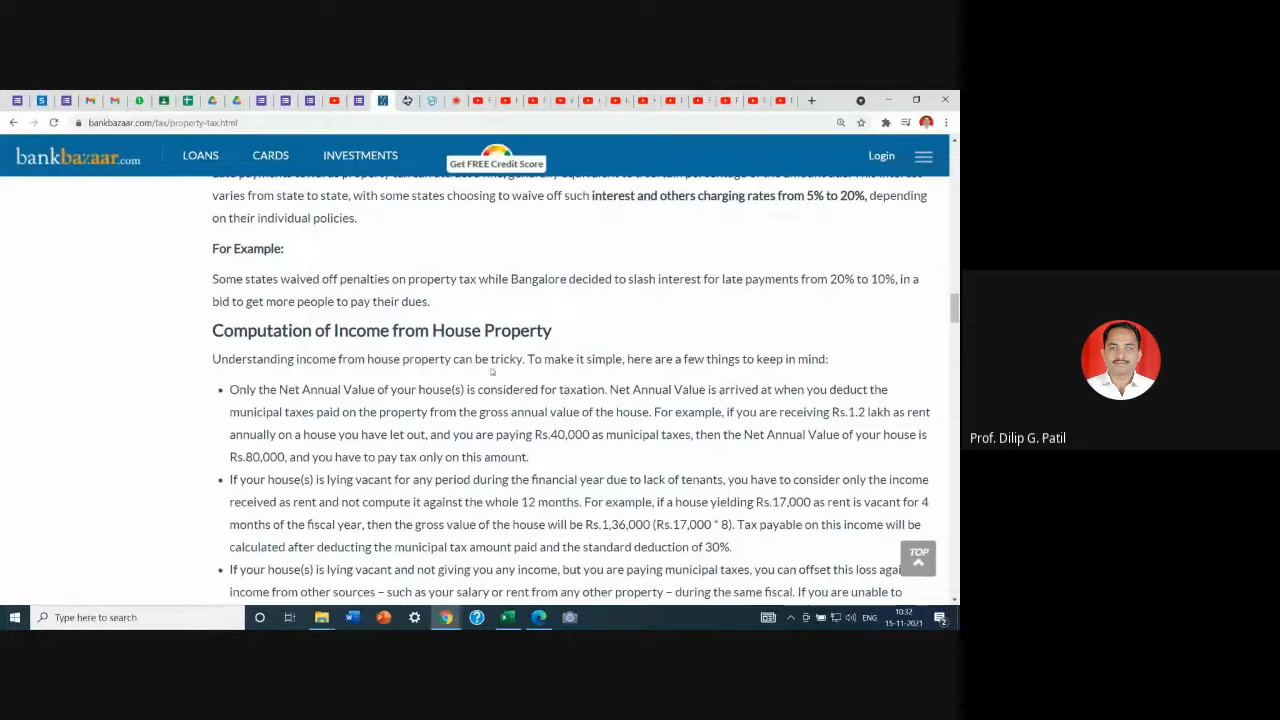 bankbazaar.com/tax/property-tax.html
bankbazaar.com
LOANS
CARDS
INVESTMENTS
Get FREE Credit Score
Login
varies from state to state, with some states choosing to waive off such interest and others charging rates from 5% to 20%, depending
on their individual policies.
For Example:
Some states waived off penalties on property tax while Bangalore decided to slash interest for late payments from 20% to 10%, in a
bid to get more people to pay their dues.
Computation of Income from House Property
Understanding income from house property can be tricky. To make it simple, here are a few things to keep in mind:
Only the Net Annual Value of your house(s) is considered for taxation. Net Annual Value is arrived at when you deduct the
municipal taxes paid on the property from the gross annual value of the house. For example, if you are receiving Rs.1.2 lakh as rent
annually on a house you have let out, and you are paying Rs.40,000 as municipal taxes, then the Net Annual Value of your house is
Rs.80,000, and you have to pay tax only on this amount.
If your house(s) is lying vacant for any period during the financial year due to lack of tenants, you have to consider only the income
received as rent and not compute it against the whole 12 months. For example, if a house yielding Rs.17,000 as rent is vacant for 4
months of the fiscal year, then the gross value of the house will be Rs.1,36,000 (Rs.17,000 * 8). Tax payable on this income will be
calculated after deducting the municipal tax amount paid and the standard deduction of 30%.
If your house(s) is lying vacant and not giving you any income, but you are paying municipal taxes, you can offset this loss
income from other sources – such as your salary or rent from any other property – during the same fiscal. If you are unable to
TOP
Type here to search
ENG
10:32
15-11-2021
Prof. Dilip G. Patil